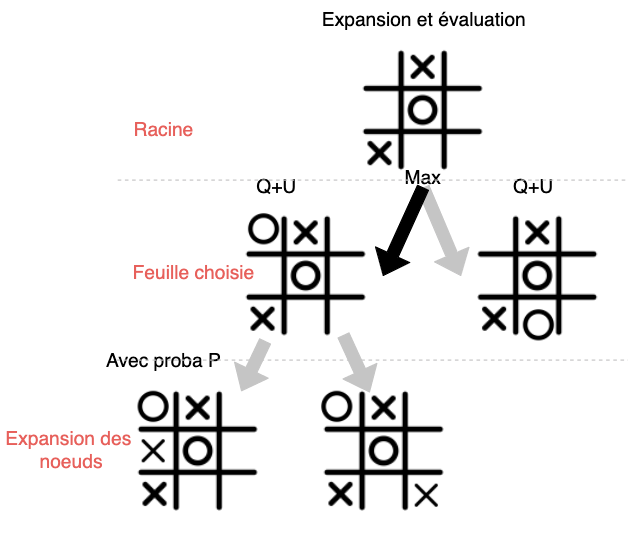 Expansion et évaluation
Racine
Max
Q+U
Q+U
Feuille choisie
Avec proba P
Expansion des
noeuds